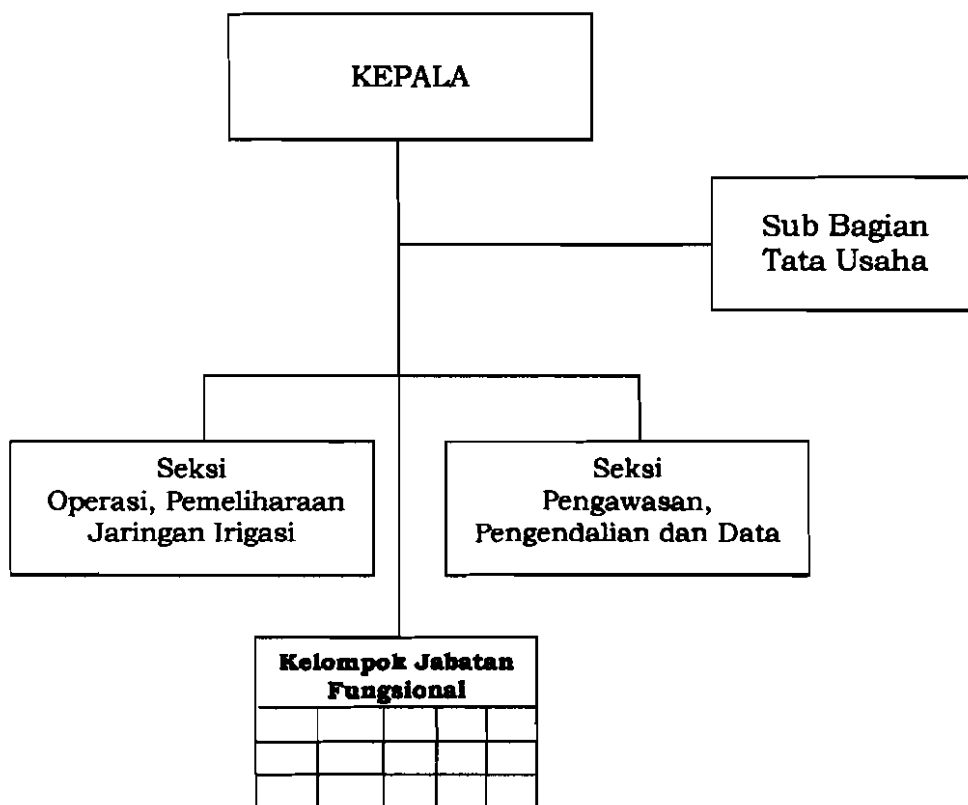 KEPALA
Sub Bagian
Tata Usaha
Seksi
Operasi, Pemeliharaan
Jaringan Irigasi
Seksi
Pengawasan,
Pengendalian dan Data
Kelompok Jabatan
Fungsional